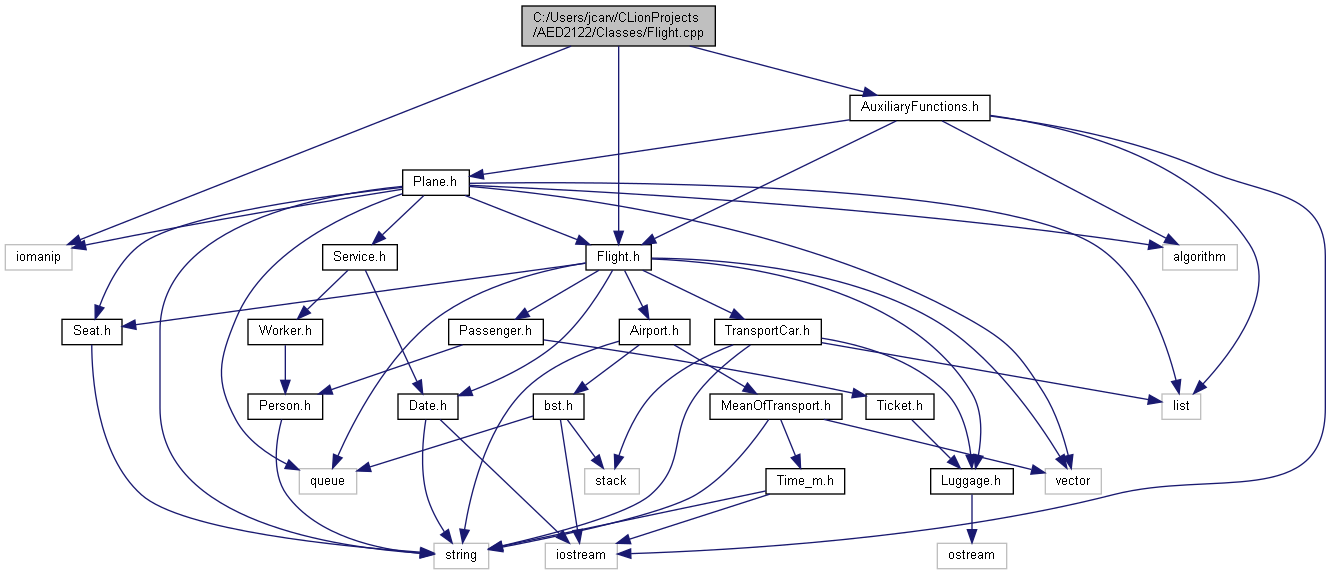 C:/Users/jcarv/CLionProjects
/AED2122/Classes/Flight.cpp
AuxiliaryFunctions.h
Plane.h
iomanip
Service.h
Flight.h
algorithm
Seat.h
Worker.h
Passenger.h
Airport.h
TransportCar.h
Person.h
Date.h
bst.h
MeanOfTransport.h
Ticket.h
list
queue
stack
Time_m.h
Luggage.h
vector
string
iostream
ostream